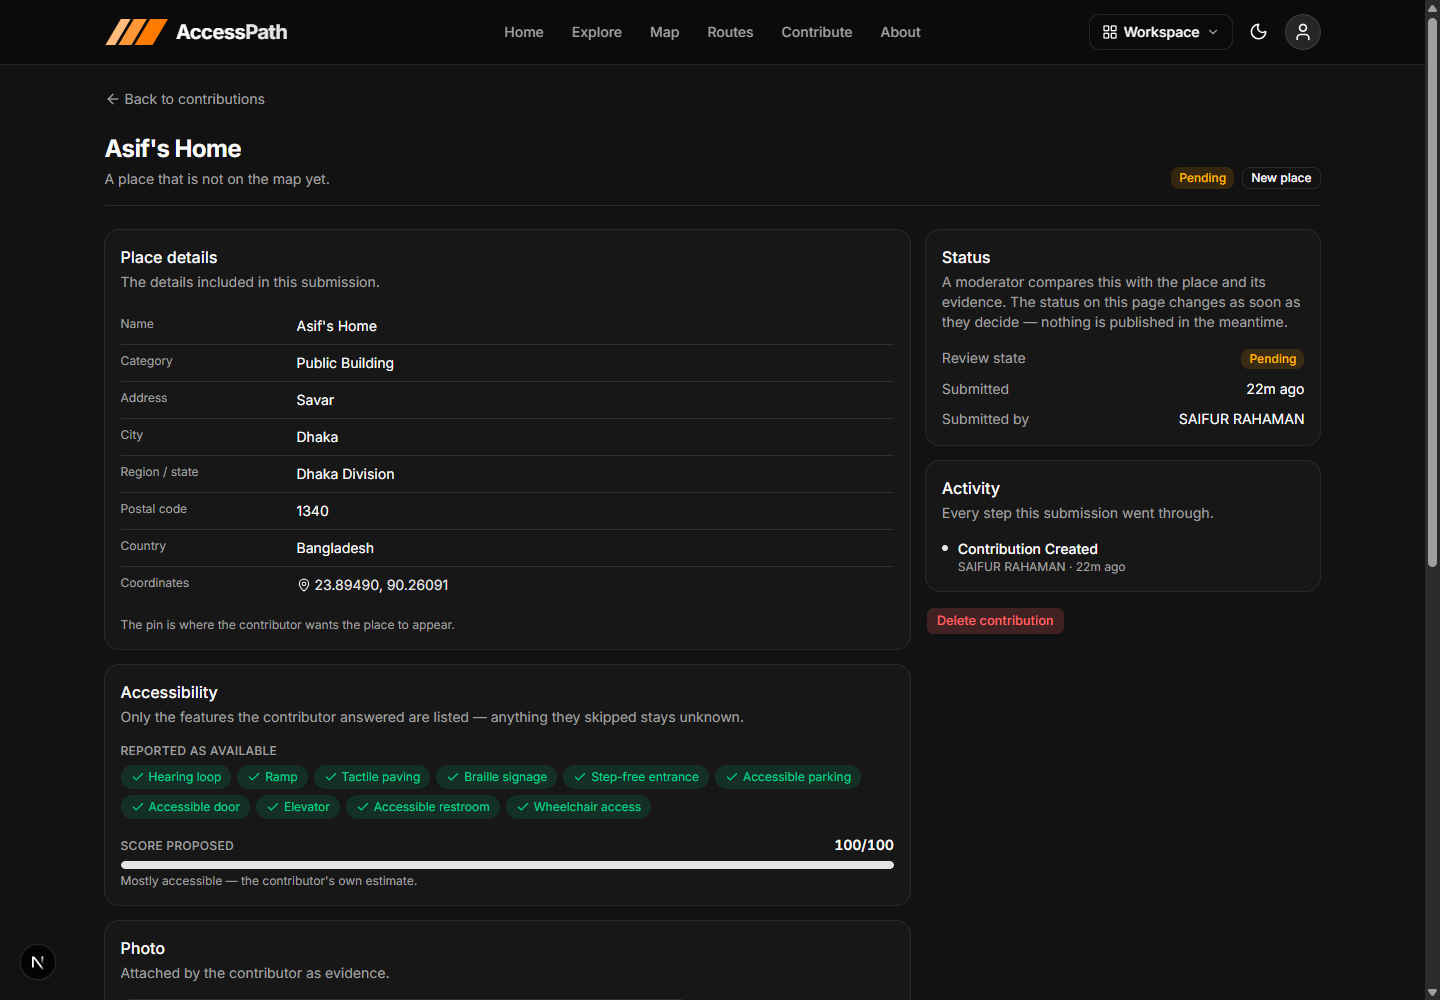 AccessPath
Home Explore Map Routes Contribute About
Workspace
Back to contributions
Asif's Home
A place that is not on the map yet.
Pending New place
Place details
The details included in this submission.
Name Asif's Home
Category Public Building
Address Savar
City Dhaka
Region / state Dhaka Division
Postal code 1340
Country Bangladesh
Coordinates 23.89490, 90.26091
The pin is where the contributor wants the place to appear.
Accessibility
Only the features the contributor answered are listed — anything they skipped stays unknown.
REPORTED AS AVAILABLE
Hearing loop Ramp Tactile paving Braille signage Step-free entrance Accessible parking
Accessible door Elevator Accessible restroom Wheelchair access
SCORE PROPOSED 100/100
Mostly accessible — the contributor's own estimate.
Photo
Attached by the contributor as evidence.
Status
A moderator compares this with the place and its
evidence. The status on this page changes as soon as
they decide — nothing is published in the meantime.
Review state Pending
Submitted 22m ago
Submitted by SAIFUR RAHAMAN
Activity
Every step this submission went through.
Contribution Created
SAIFUR RAHAMAN · 22m ago
Delete contribution
N